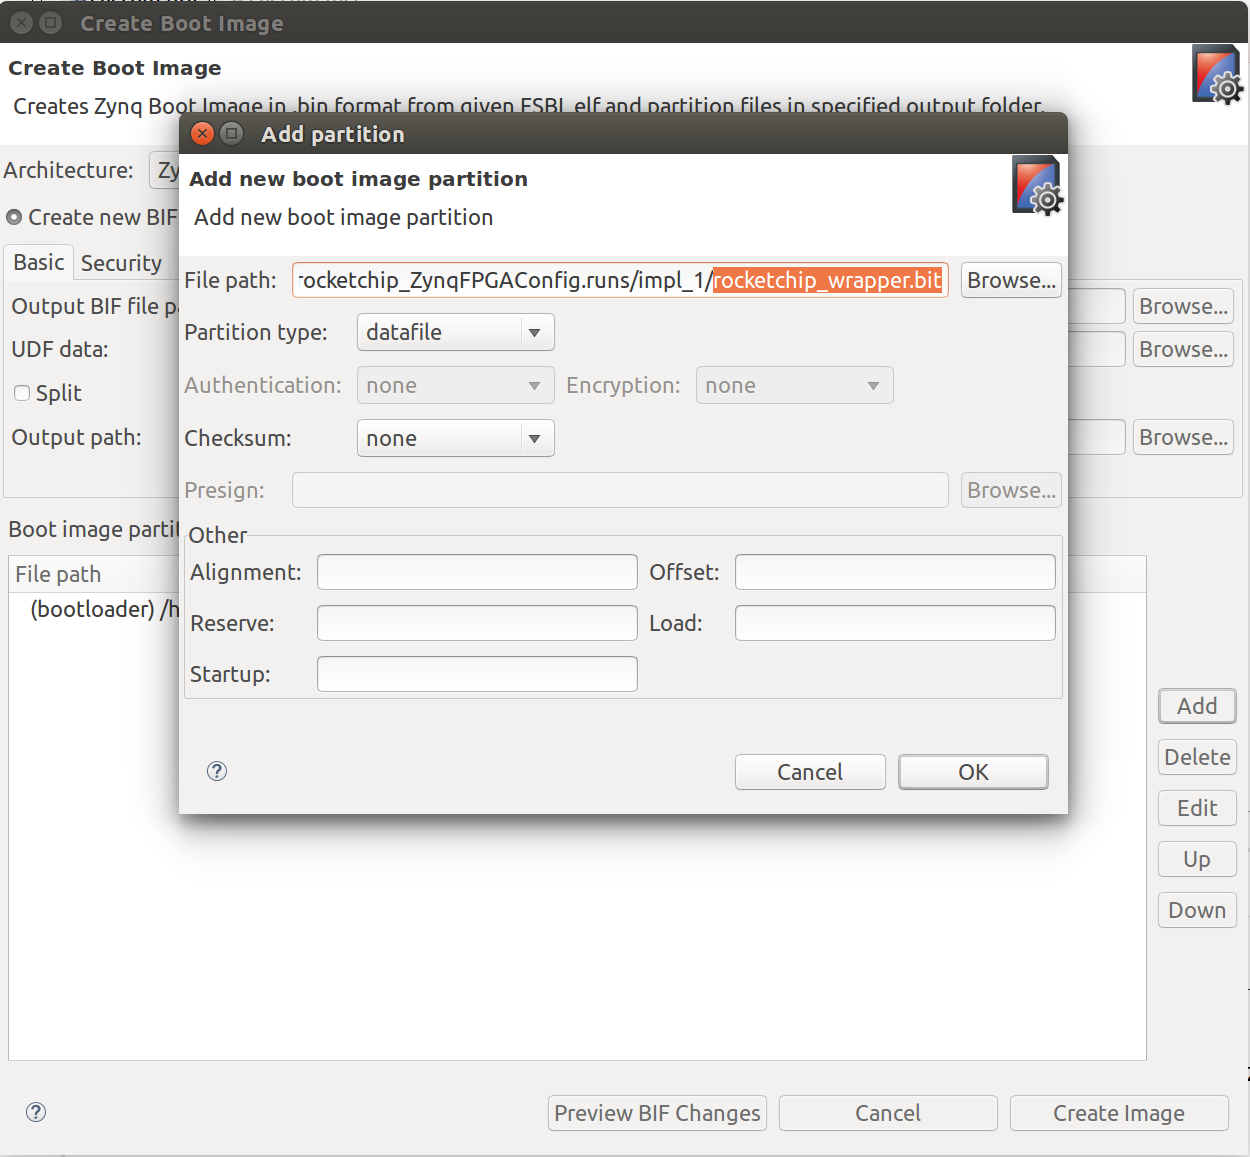 Create Boot Image
Create Boot Image
Creates Zynq Boot Image in .bin format from given FSBL elf and partition files in specified output folder.
Add partition
Add new boot image partition
Add new boot image partition
Architecture: Zy
Create new BIF
Basic Security
Output BIF file pa Browse...
UDF data: Browse...
Split
Output path: Browse...
Boot image partit
File path
(bootloader) /h
File path: rocketchip_ZynqFPGAConfig.runs/impl_1/rocketchip_wrapper.bit Browse...
Partition type: datafile
Authentication: none Encryption: none
Checksum: none
Presign: Browse...
Other
Alignment: Offset:
Reserve: Load:
Startup:
? Cancel OK
Add
Delete
Edit
Up
Down
? Preview BIF Changes Cancel Create Image